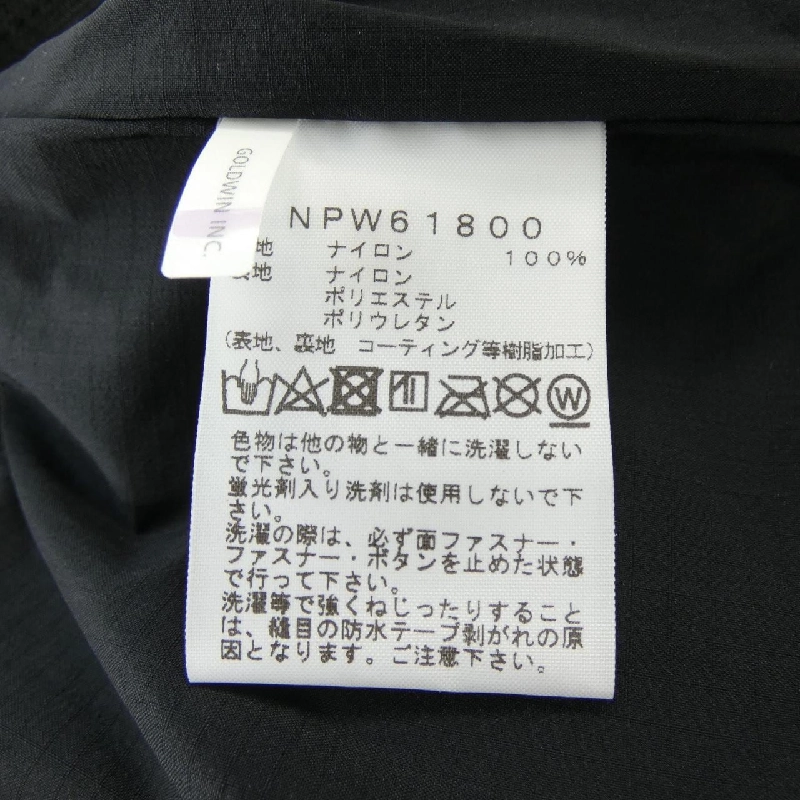 GOLDWIN INC.
NPW61800
地 ナイロン 100%
地 ナイロン
ポリエステル
ポリウレタン
(表地、裏地 コーティング等樹脂加工)
W
色物は他の物と一緒に洗濯しない
で下さい。
蛍光剤入り洗剤は使用しないで下
さい。
洗濯の際は、必ず面ファスナー・
ファスナー・ボタンを止めた状態
で行って下さい。
洗濯等で強くねじったりすること
は、縫目の防水テープ剥がれの原
因となります。ご注意下さい。